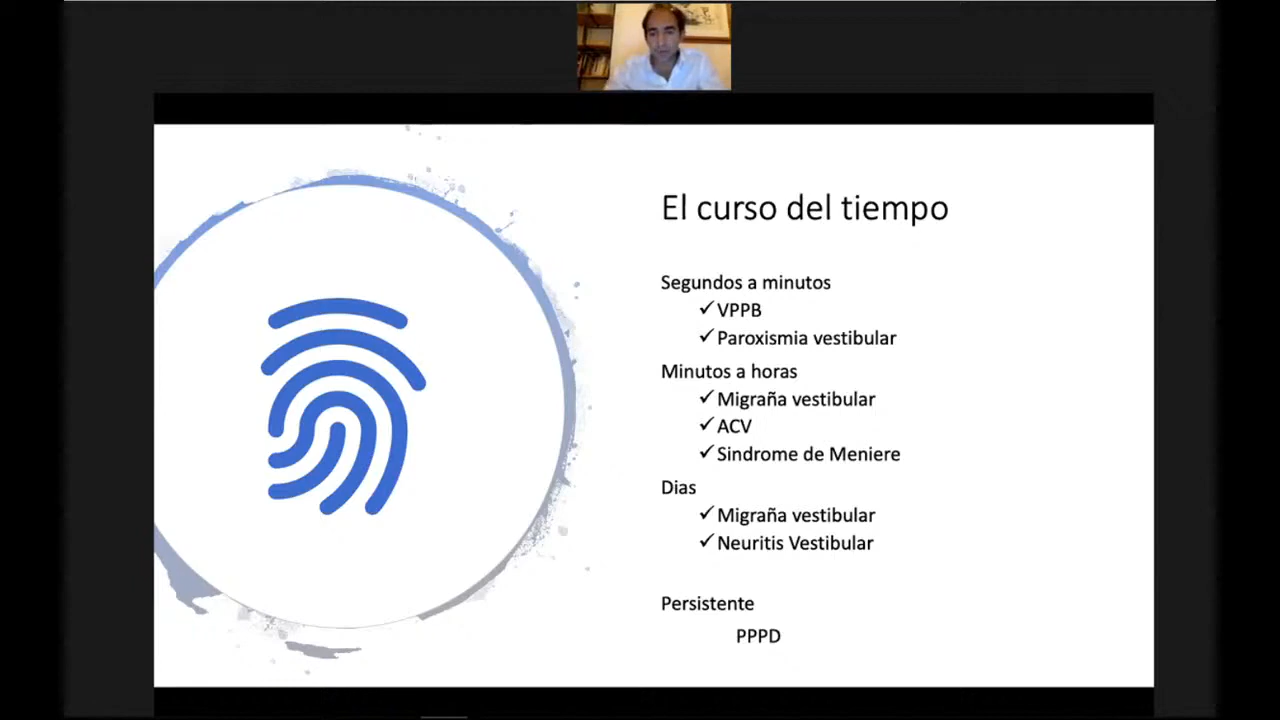 El curso del tiempo
Segundos a minutos
✓VPPB
✓Paroxismia vestibular
Minutos a horas
✓Migraña vestibular
✓ACV
✓Sindrome de Meniere
Dias
✓Migraña vestibular
✓Neuritis Vestibular
Persistente
PPPD